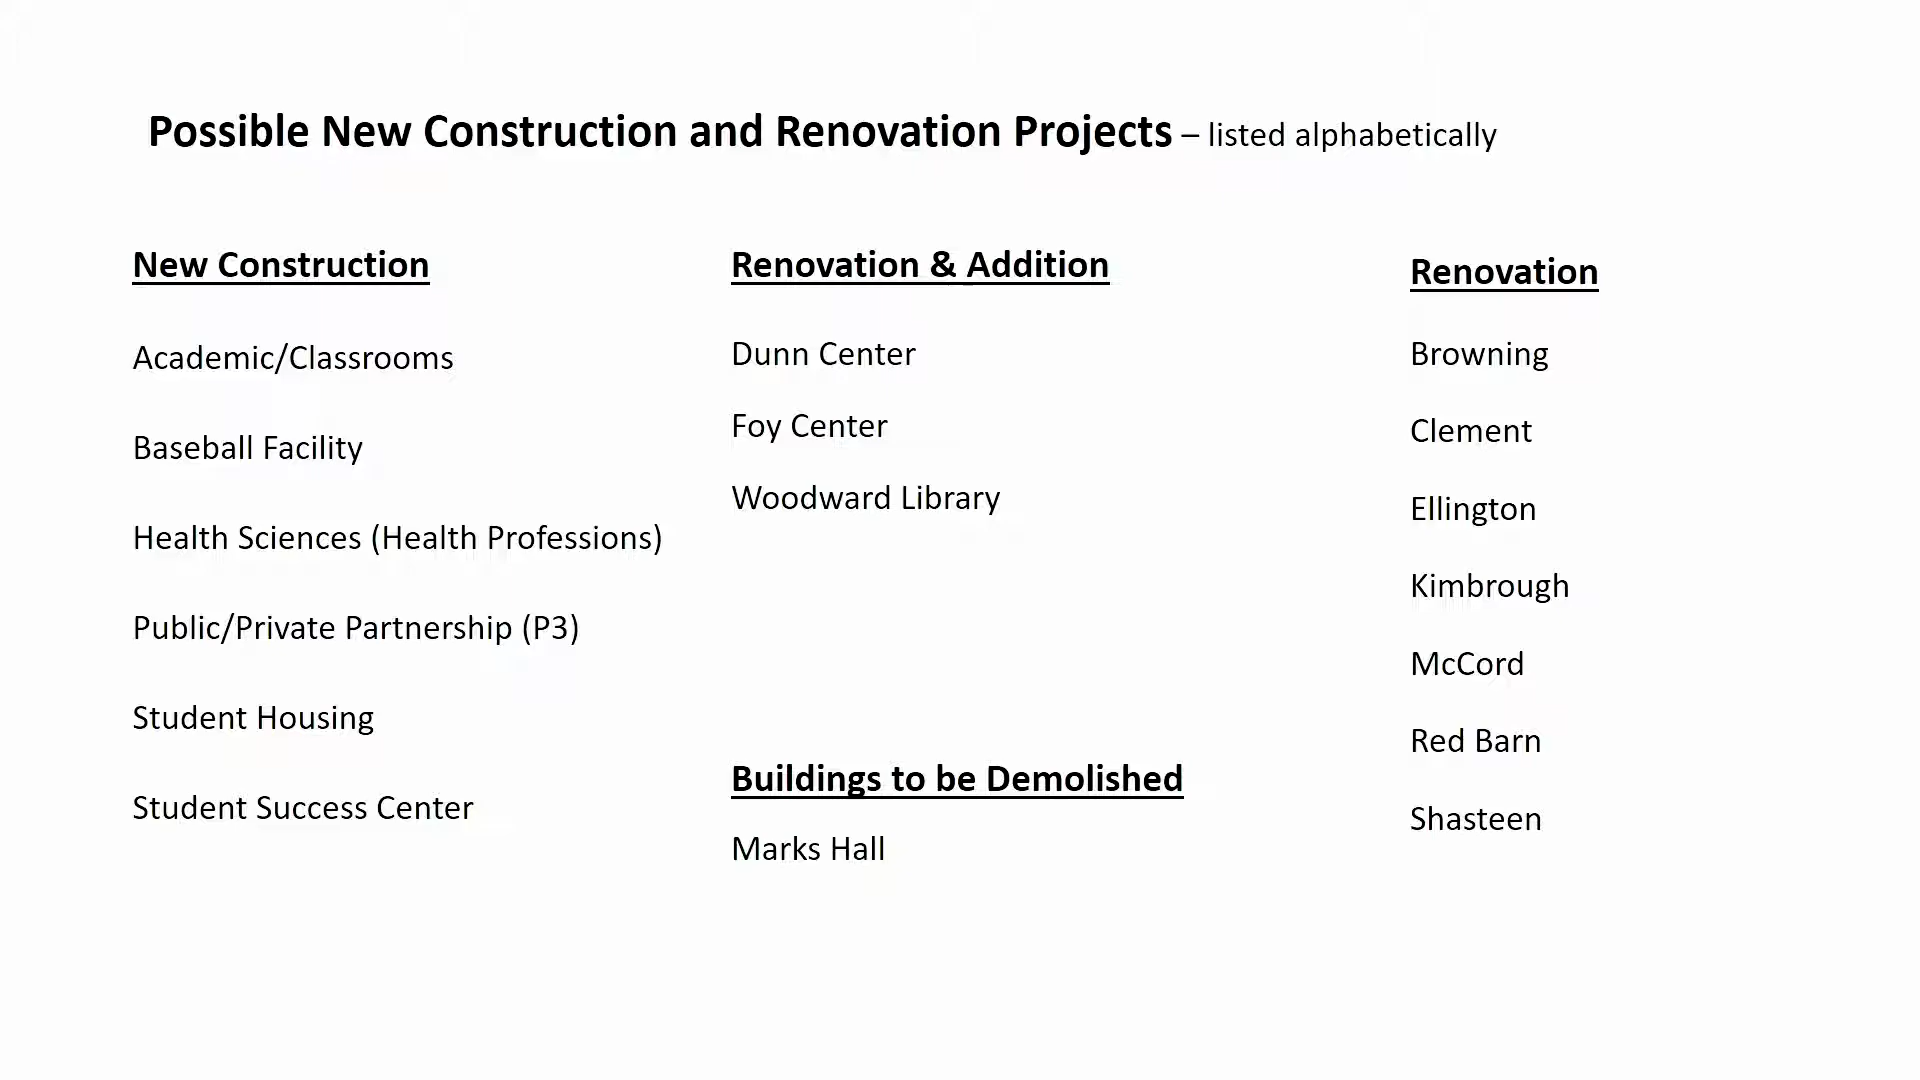 Possible New Construction and Renovation Projects – listed alphabetically
New Construction
Academic/Classrooms
Baseball Facility
Health Sciences (Health Professions)
Public/Private Partnership (P3)
Student Housing
Student Success Center
Renovation & Addition
Dunn Center
Foy Center
Woodward Library
Buildings to be Demolished
Marks Hall
Renovation
Browning
Clement
Ellington
Kimbrough
McCord
Red Barn
Shasteen